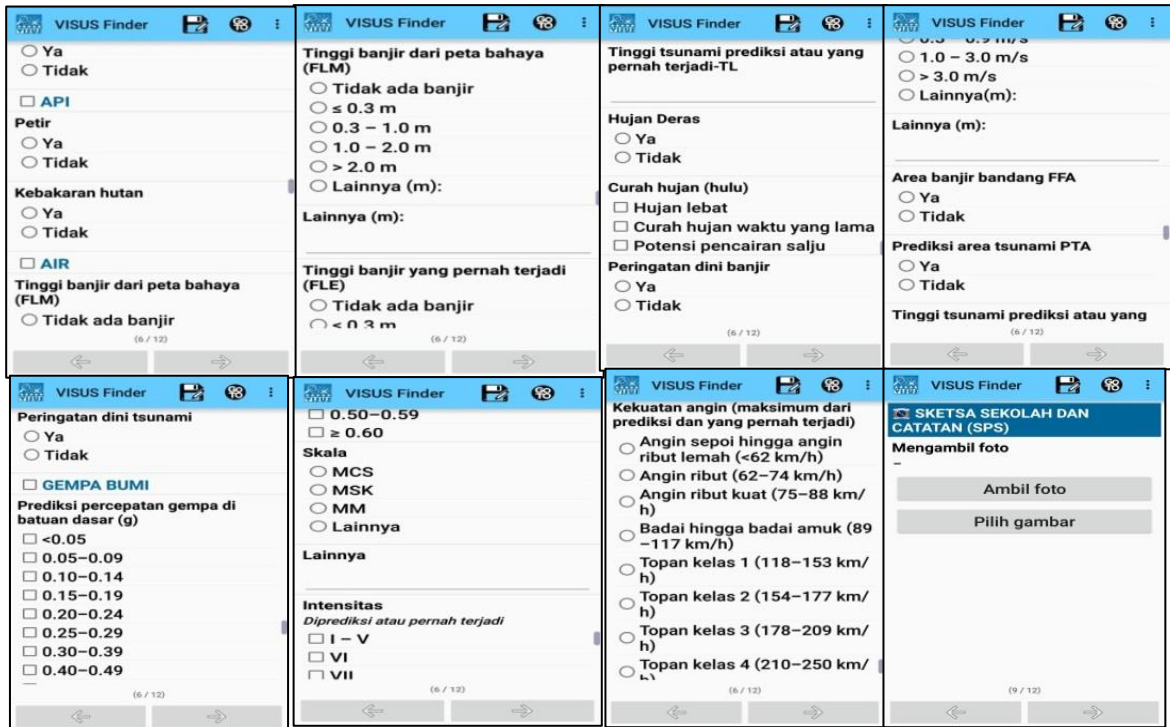 VISUS Finder
Ya
Tidak
API
Petir
Ya
Tidak
Kebakaran hutan
Ya
Tidak
AIR
Tinggi banjir dari peta bahaya
(FLM)
Tidak ada banjir
(6 / 12)
VISUS Finder
Tinggi banjir dari peta bahaya
(FLM)
Tidak ada banjir
≤ 0.3 m
0.3 – 1.0 m
1.0 – 2.0 m
> 2.0 m
Lainnya (m):
Lainnya (m):
Tinggi banjir yang pernah terjadi
(FLE)
Tidak ada banjir
(6 / 12)
VISUS Finder
Tinggi tsunami prediksi atau yang
pernah terjadi-TL
Hujan Deras
Ya
Tidak
Curah hujan (hulu)
Hujan lebat
Curah hujan waktu yang lama
Potensi pencairan salju
Peringatan dini banjir
Ya
Tidak
(6 / 12)
VISUS Finder
1.0 – 3.0 m/s
> 3.0 m/s
Lainnya(m):
Lainnya (m):
Area banjir bandang FFA
Ya
Tidak
Prediksi area tsunami PTA
Ya
Tidak
Tinggi tsunami prediksi atau yang
(6 / 12)
VISUS Finder
Peringatan dini tsunami
Ya
Tidak
GEMPA BUMI
Prediksi percepatan gempa di
batuan dasar (g)
<0.05
0.05–0.09
0.10–0.14
0.15–0.19
0.20–0.24
0.25–0.29
0.30–0.39
0.40–0.49
(6 / 12)
VISUS Finder
0.50–0.59
≥ 0.60
Skala
MCS
MSK
MM
Lainnya
Lainnya
Intensitas
Diprediksi atau pernah terjadi
I – V
VI
VII
(6 / 12)
VISUS Finder
Kekuatan angin (maksimum dari
prediksi dan yang pernah terjadi)
Angin sepoi hingga angin
ribut lemah (<62 km/h)
Angin ribut (62–74 km/h)
Angin ribut kuat (75–88 km/
h)
Badai hingga badai amuk (89
–117 km/h)
Topan kelas 1 (118–153 km/
h)
Topan kelas 2 (154–177 km/
h)
Topan kelas 3 (178–209 km/
h)
Topan kelas 4 (210–250 km/
(6 / 12)
VISUS Finder
SKETSA SEKOLAH DAN
CATATAN (SPS)
Mengambil foto
–
Ambil foto
Pilih gambar
(9 / 12)